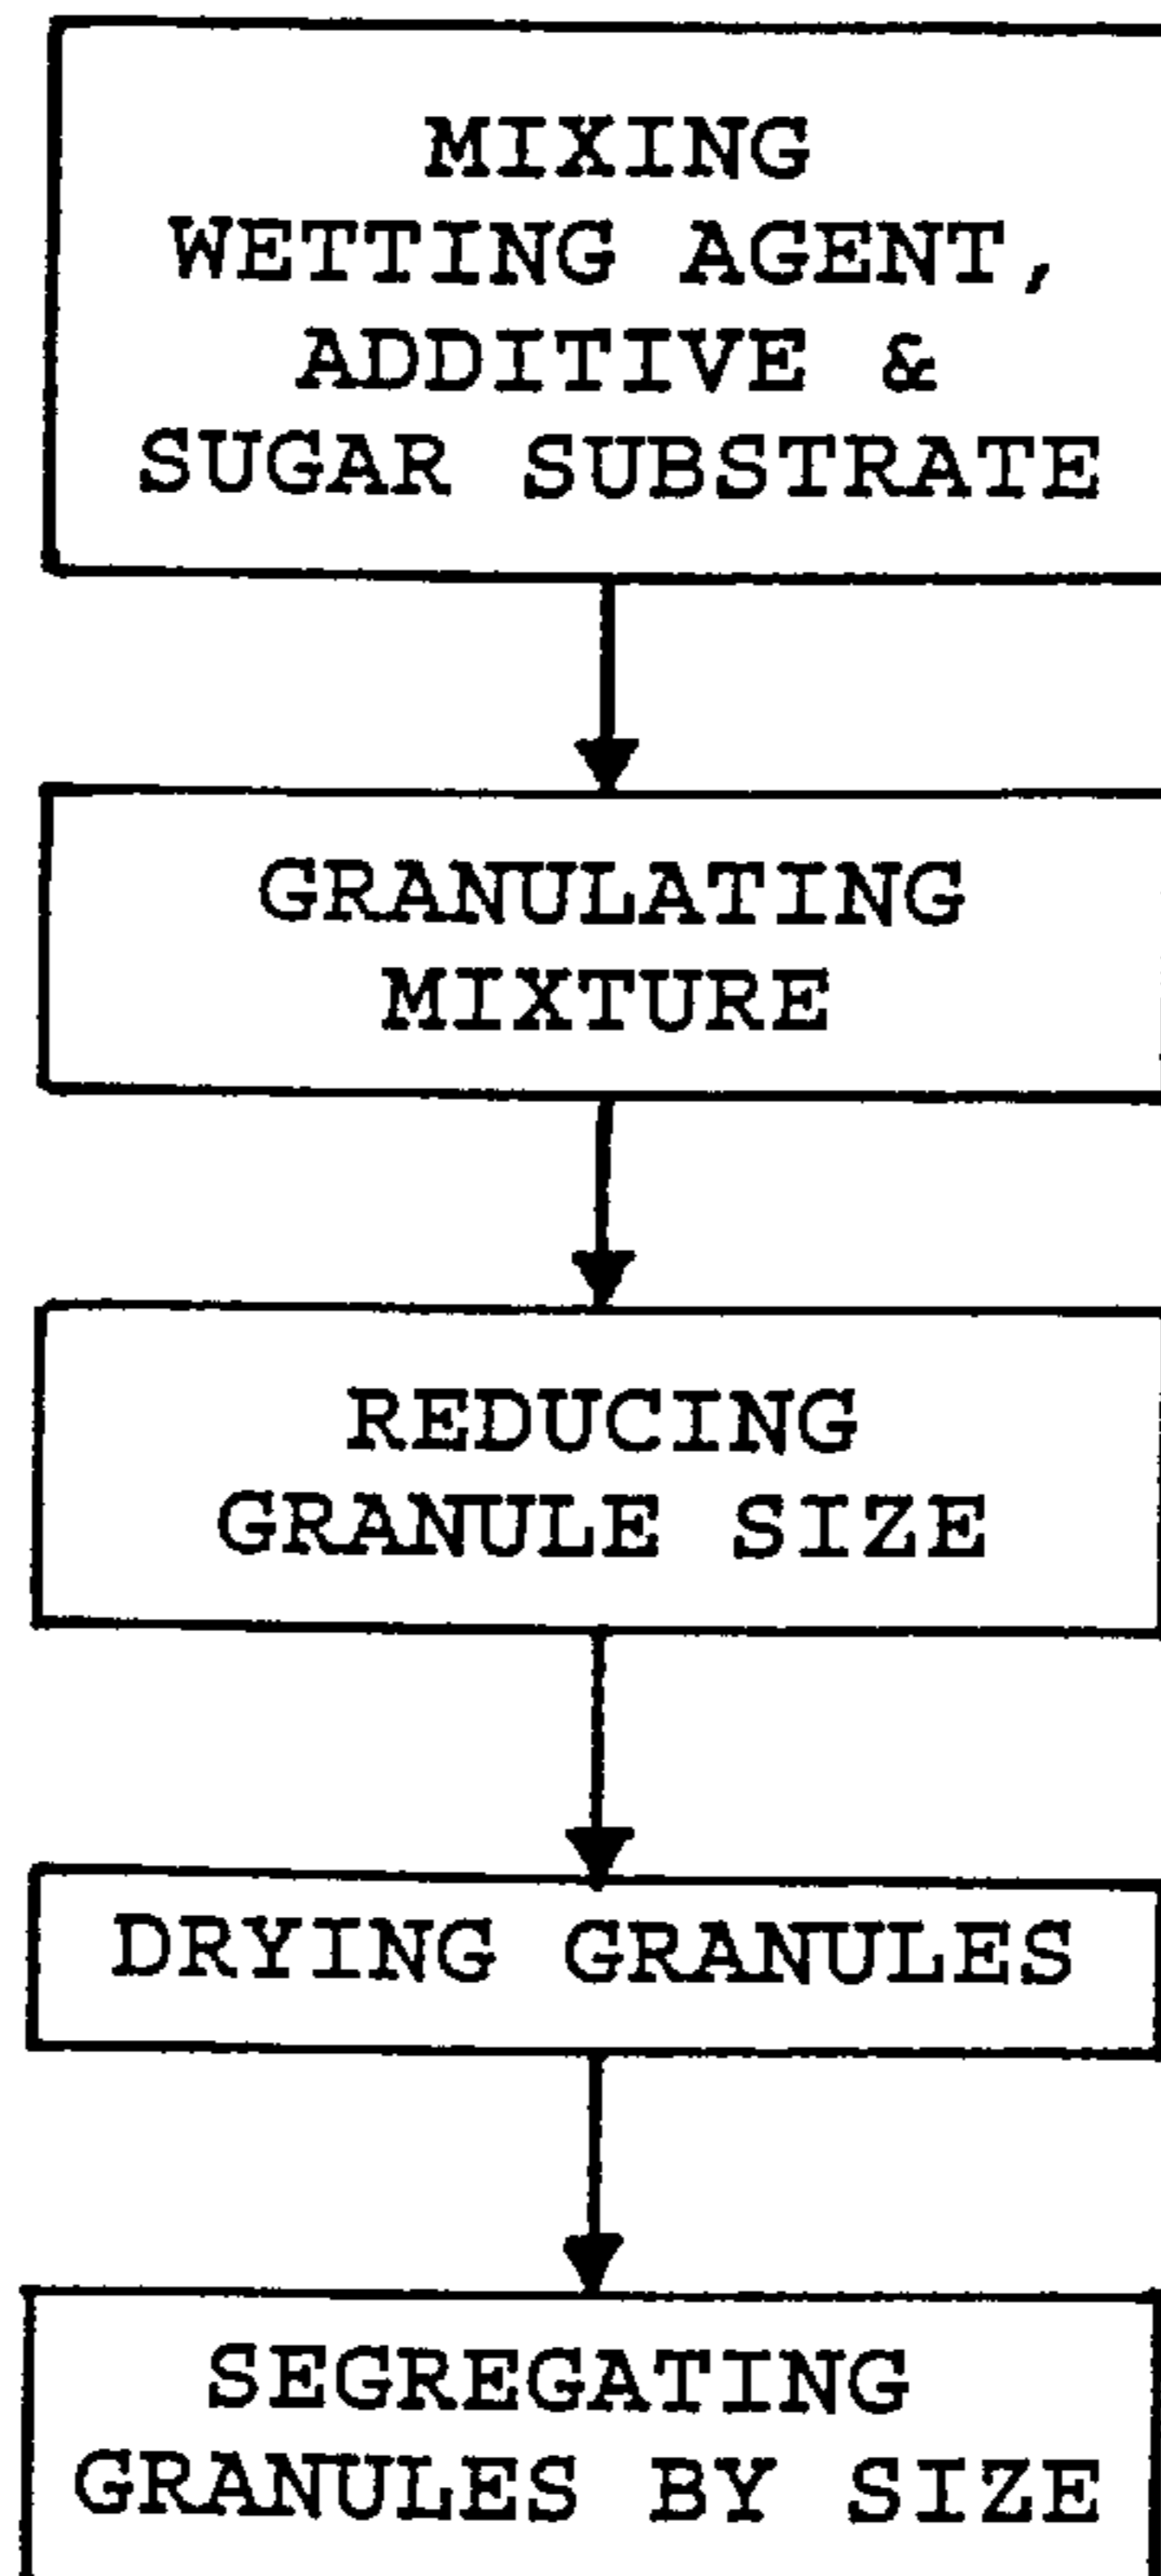 MIXING
WETTING AGENT,
ADDITIVE &
SUGAR SUBSTRATE
GRANULATING
MIXTURE
REDUCING
GRANULE SIZE
DRYING GRANULES
SEGREGATING
GRANULES BY SIZE